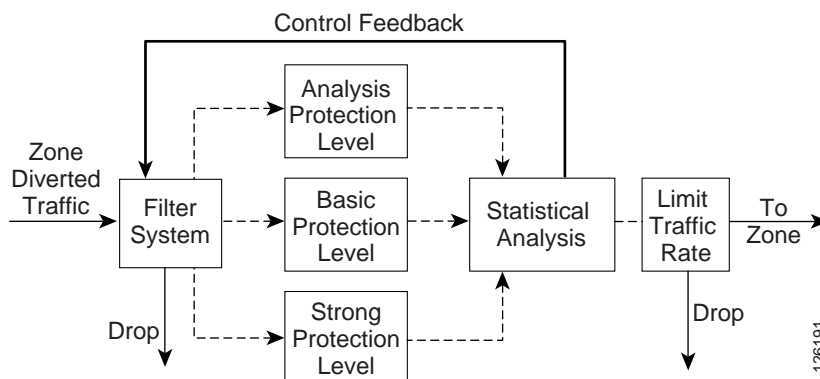 Control Feedback
Analysis
Protection
Level
Zone
Diverted
Traffic
Filter
System
Basic
Protection
Level
Statistical
Analysis
Limit
Traffic
Rate
To
Zone
Strong
Protection
Level
Drop
Drop
126191